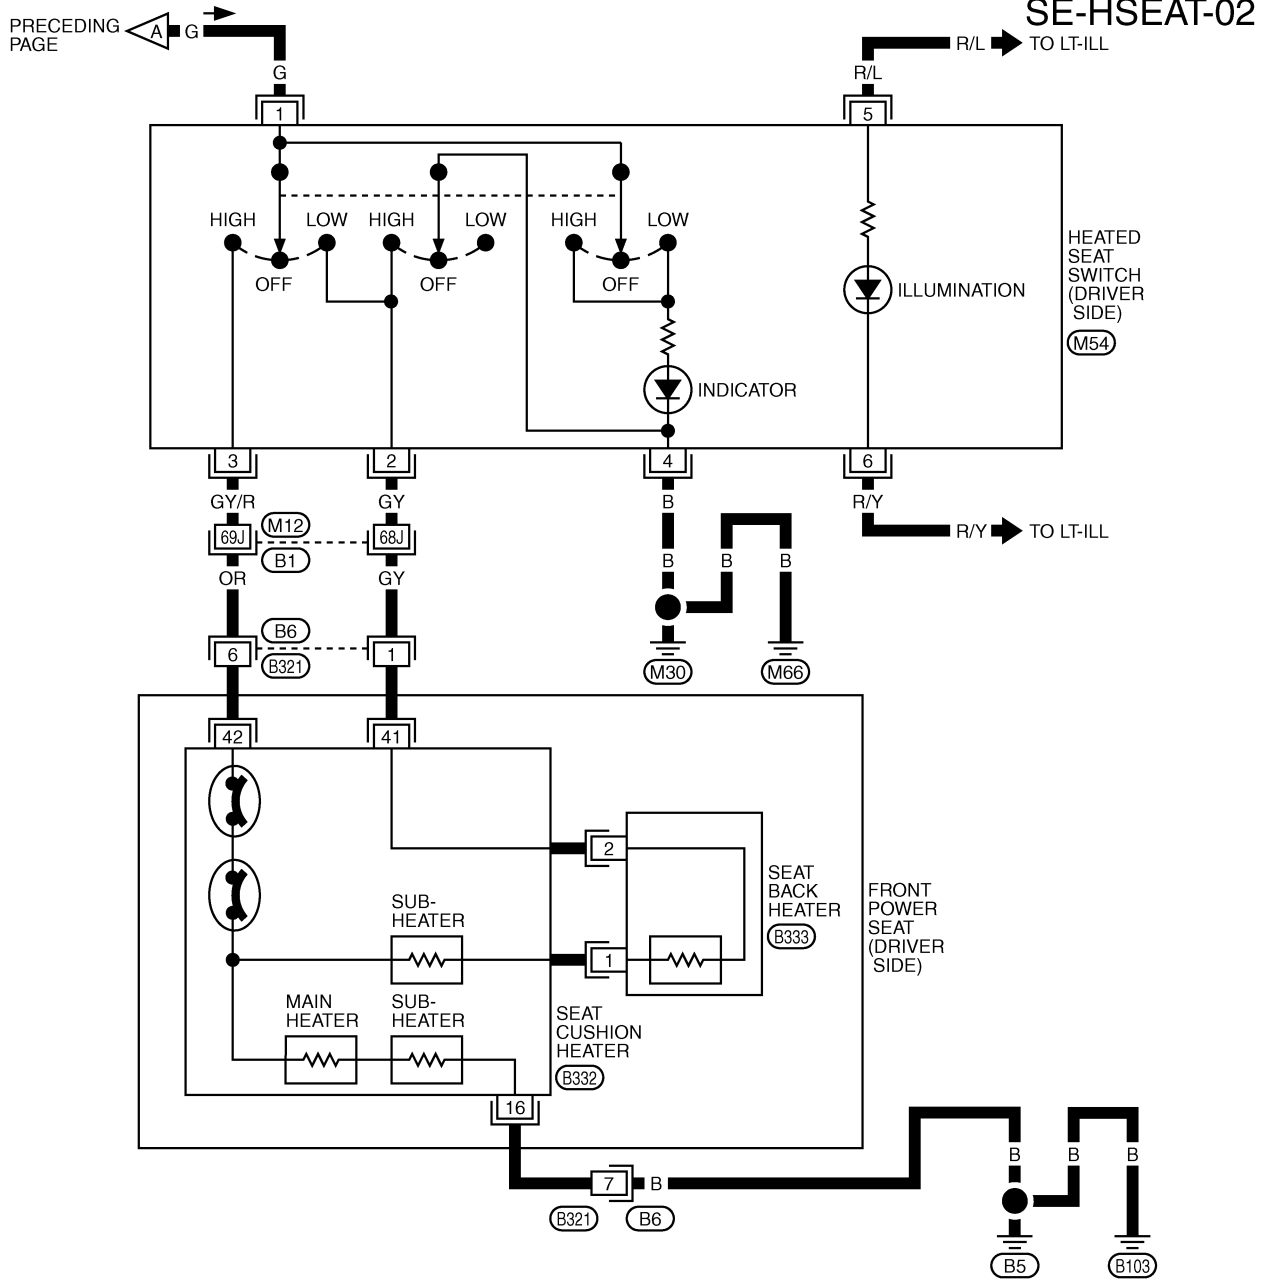 SE-HSEAT-02
PRECEDING
PAGE
A
G
G
R/L
TO LT-ILL
R/L
1
5
HIGH
LOW
HIGH
LOW
HIGH
LOW
OFF
OFF
OFF
HEATED
SEAT
SWITCH
(DRIVER
SIDE)
M54
ILLUMINATION
INDICATOR
3
2
4
6
GY/R
GY
B
R/Y
69J
M12
68J
R/Y
TO LT-ILL
B1
B
B
B
OR
GY
B6
6
B321
1
M30
M66
42
41
2
SEAT
BACK
HEATER
B333
FRONT
POWER
SEAT
(DRIVER
SIDE)
SUB-
HEATER
1
MAIN
HEATER
SUB-
HEATER
SEAT
CUSHION
HEATER
B332
16
7
B
B
B
B
B321
B6
B5
B103